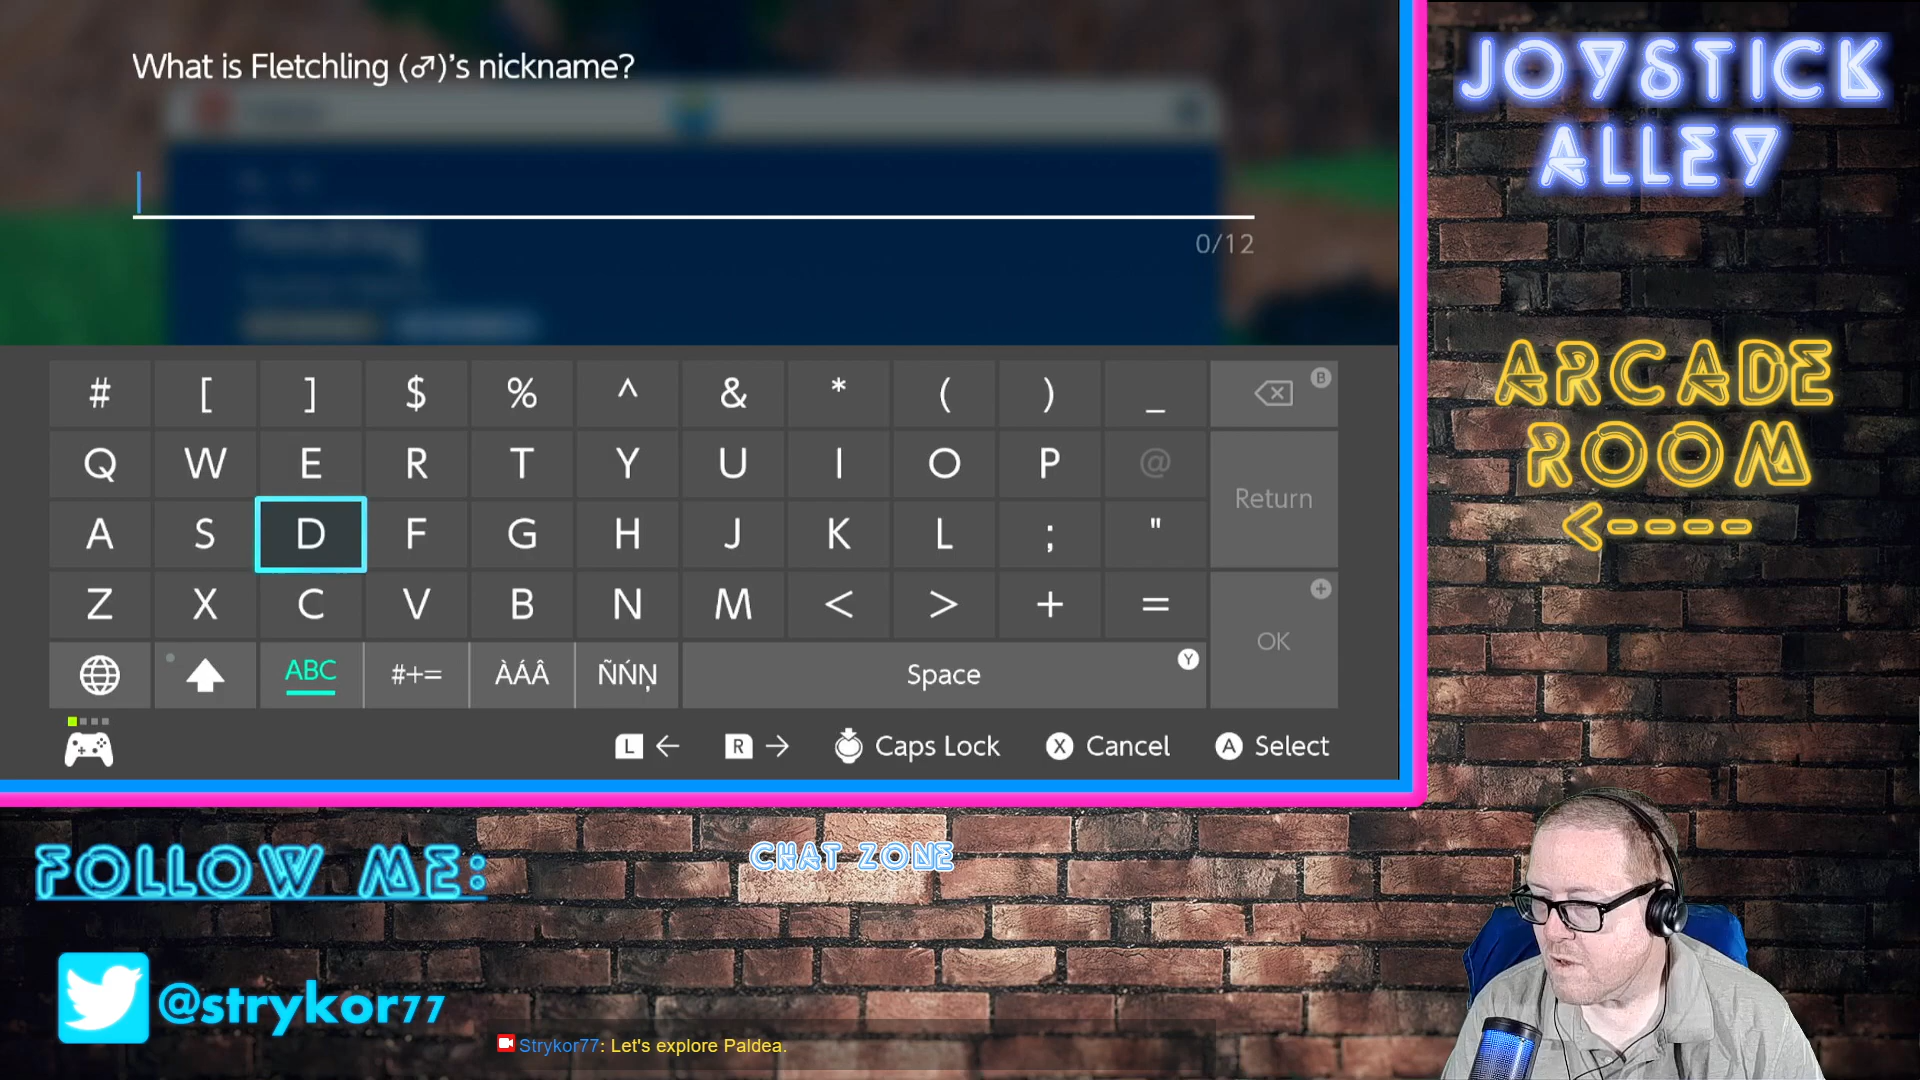 What is Fletchling (♂)'s nickname?
0/12
# [ ] $ % ^ & * ( ) _ B
Q W E R T Y U I O P @ Return
A S D F G H J K L ; "
Z X C V B N M < > + = + OK
ABC #+= ÀÁÂ ÑŃŅ Space Y
L ← R → Caps Lock X Cancel A Select
JOYSTICK
ALLEY
ARCADE
ROOM
<----
FOLLOW ME:
CHAT ZONE
@strykor77
Strykor77: Let's explore Paldea.